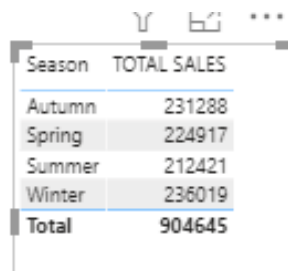 Season TOTAL SALES
Autumn 231288
Spring 224917
Summer 212421
Winter 236019
Total 904645